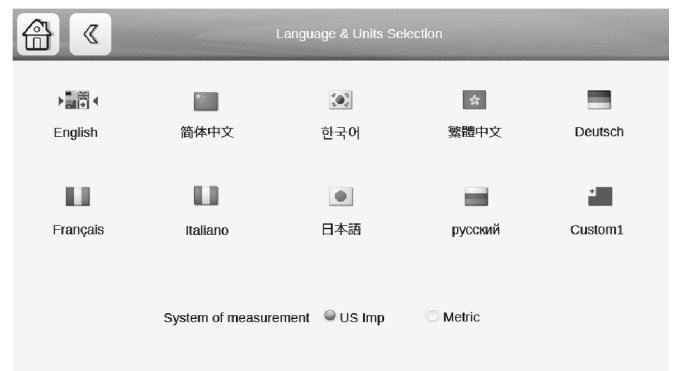 Language & Units Selection
English 简体中文 한국어 繁體中文 Deutsch
Français Italiano 日本語 русский Custom1
System of measurement US Imp Metric